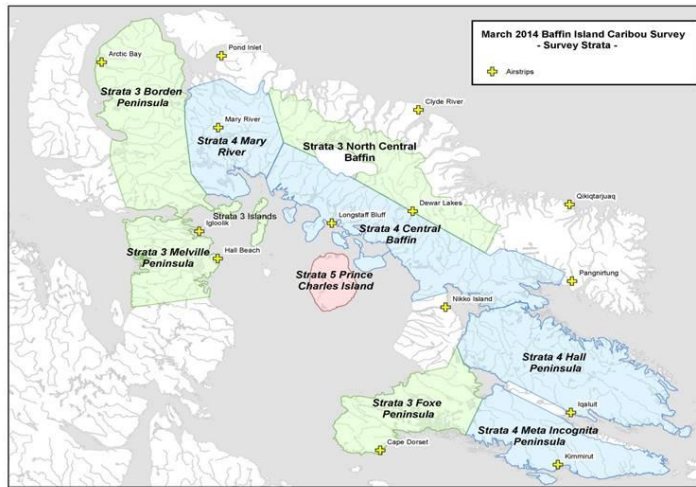 March 2014 Baffin Island Caribou Survey
- Survey Strata -
Airstrips
Arctic Bay
Pond Inlet
Strata 3 Borden
Peninsula
Mary River
Strata 4 Mary
River
Clyde River
Strata 3 North Central
Baffin
Qikiqtarjuaq
Dewar Lakes
Strata 3 Islands
Longstaff Bluff
Igloolik
Strata 4 Central
Baffin
Strata 3 Melville
Peninsula
Hall Beach
Strata 5 Prince
Charles Island
Pangnirtung
Nikko Island
Strata 4 Hall
Peninsula
Strata 3 Foxe
Peninsula
Iqaluit
Strata 4 Meta Incognita
Peninsula
Cape Dorset
Kimmirut